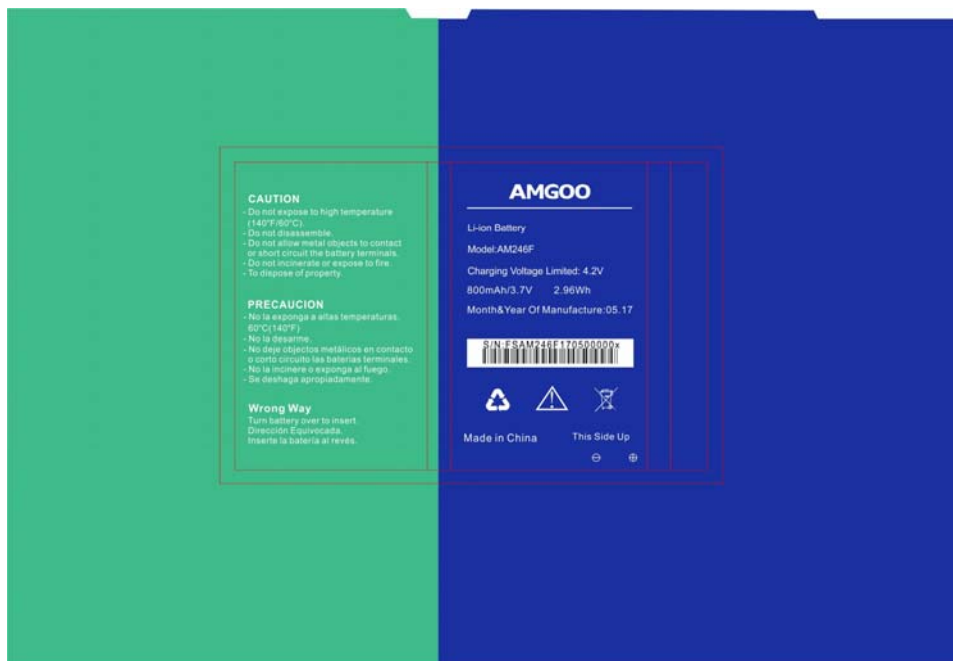 CAUTION
- Do not expose to high temperature
(140°F/60°C).
- Do not disassemble.
- Do not allow metal objects to contact
or short circuit the battery terminals.
- Do not incinerate or expose to fire.
- To dispose of property.
PRECAUCION
- No la exponga a altas temperaturas.
60°C(140°F)
- No la desarme.
- No deje objectos metálicos en contacto
o corto circuito las baterias terminales.
- No la incinere o exponga al fuego.
- Se deshaga apropiadamente.
Wrong Way
Turn battery over to insert.
Dirección Equivocada.
Inserte la batería al revés.
AMGOO
Li-ion Battery
Model:AM246F
Charging Voltage Limited: 4.2V
800mAh/3.7V 2.96Wh
Month&Year Of Manufacture:05.17
S/N:FSAM246F170500000x
Made in China
This Side Up
⊖ ⊕